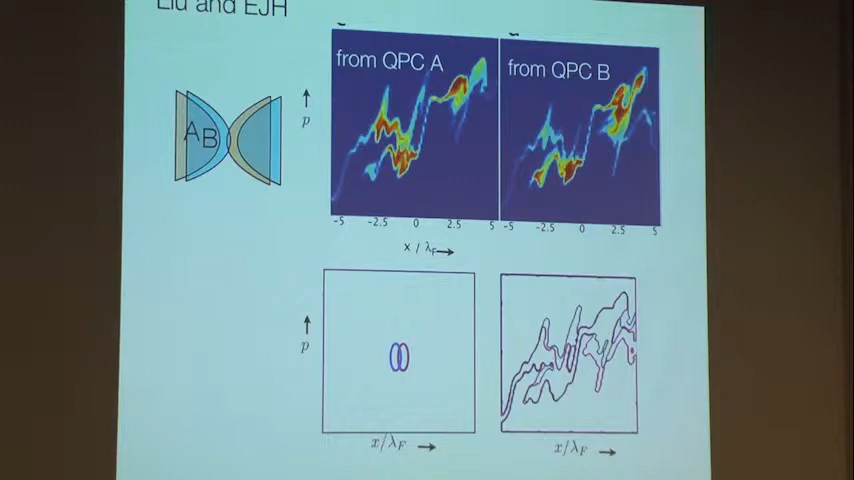 Liu and EJH
from QPC A
from QPC B
A B
p
-5 -2.5 0 2.5 5
-5 -2.5 0 2.5 5
x / λF
p
x/λF
x/λF